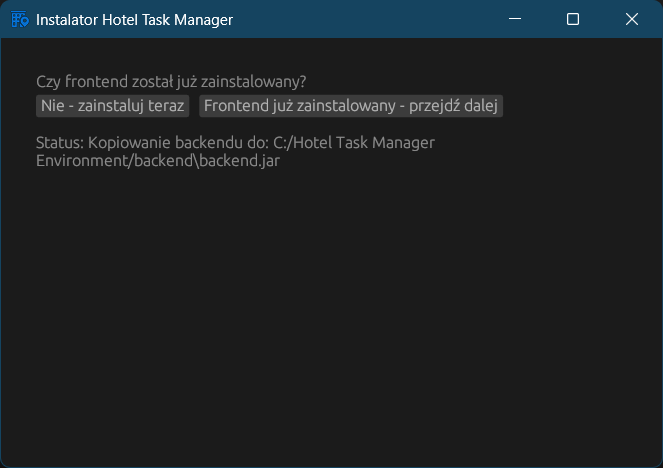 Instalator Hotel Task Manager
Czy frontend został już zainstalowany?
Nie - zainstaluj teraz Frontend już zainstalowany - przejdź dalej
Status: Kopiowanie backendu do: C:/Hotel Task Manager
Environment/backend\backend.jar